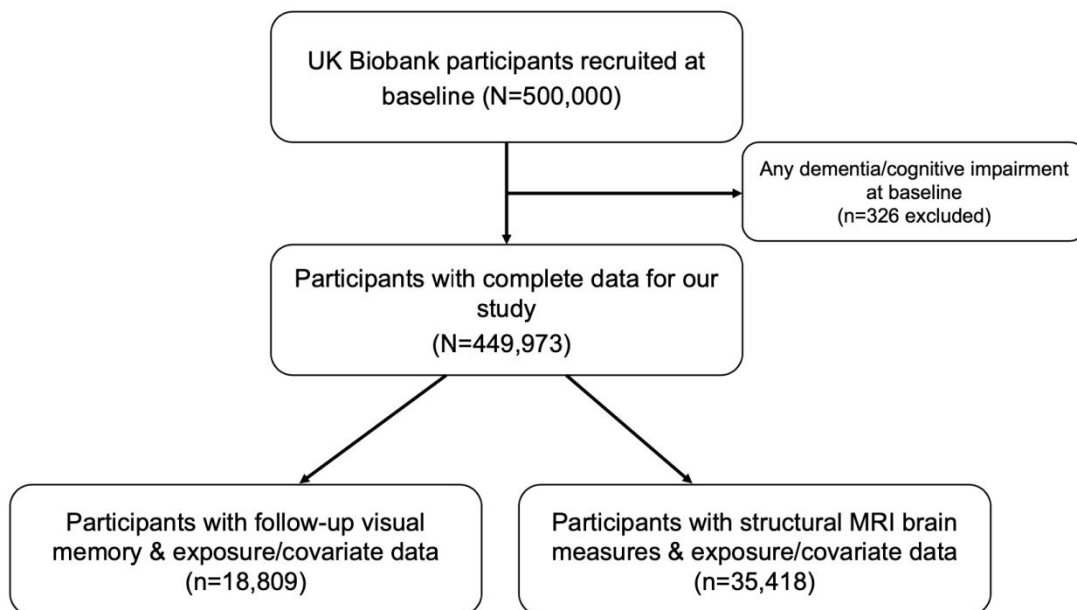 UK Biobank participants recruited at
baseline (N=500,000)
Any dementia/cognitive impairment
at baseline
(n=326 excluded)
Participants with complete data for our
study
(N=449,973)
Participants with follow-up visual
memory & exposure/covariate data
(n=18,809)
Participants with structural MRI brain
measures & exposure/covariate data
(n=35,418)